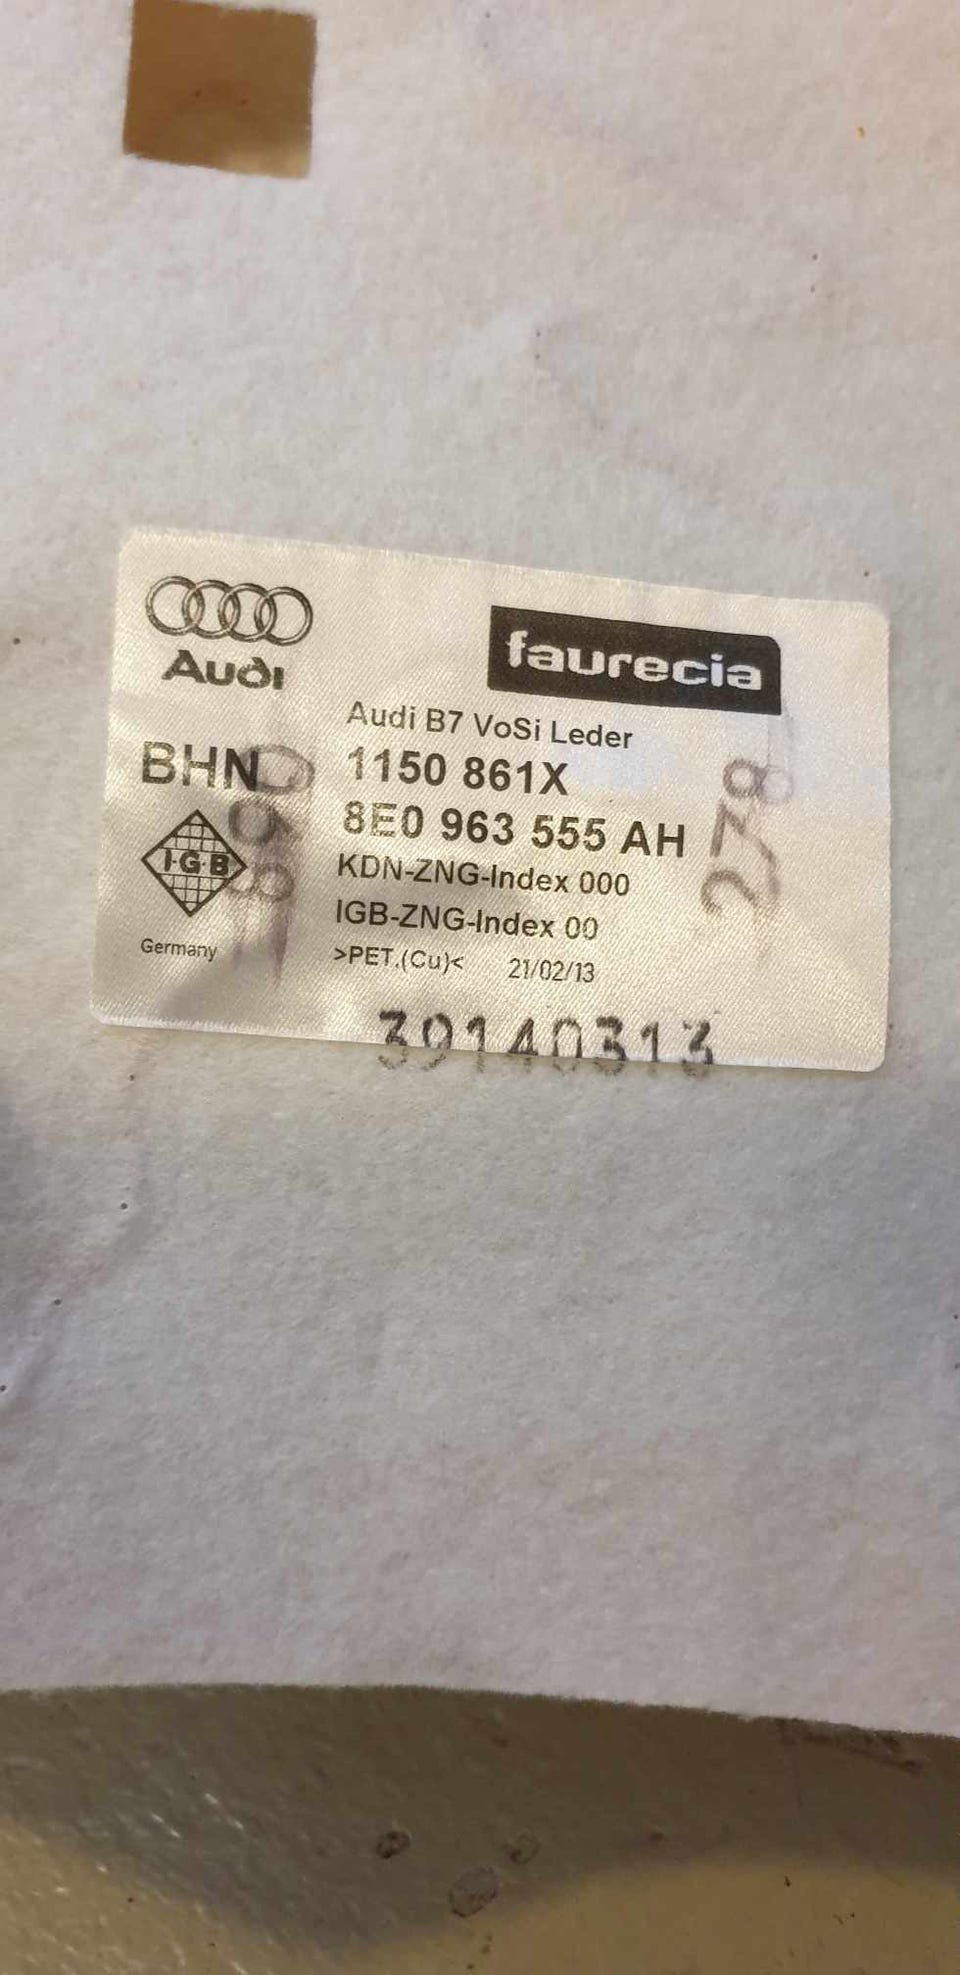 Audi
faurecia
Audi B7 VoSi Leder
BHN
1150 861X
8E0 963 555 AH
278
KDN-ZNG-Index 000
I-G-B
IGB-ZNG-Index 00
Germany
>PET.(Cu)<
21/02/13
39140313